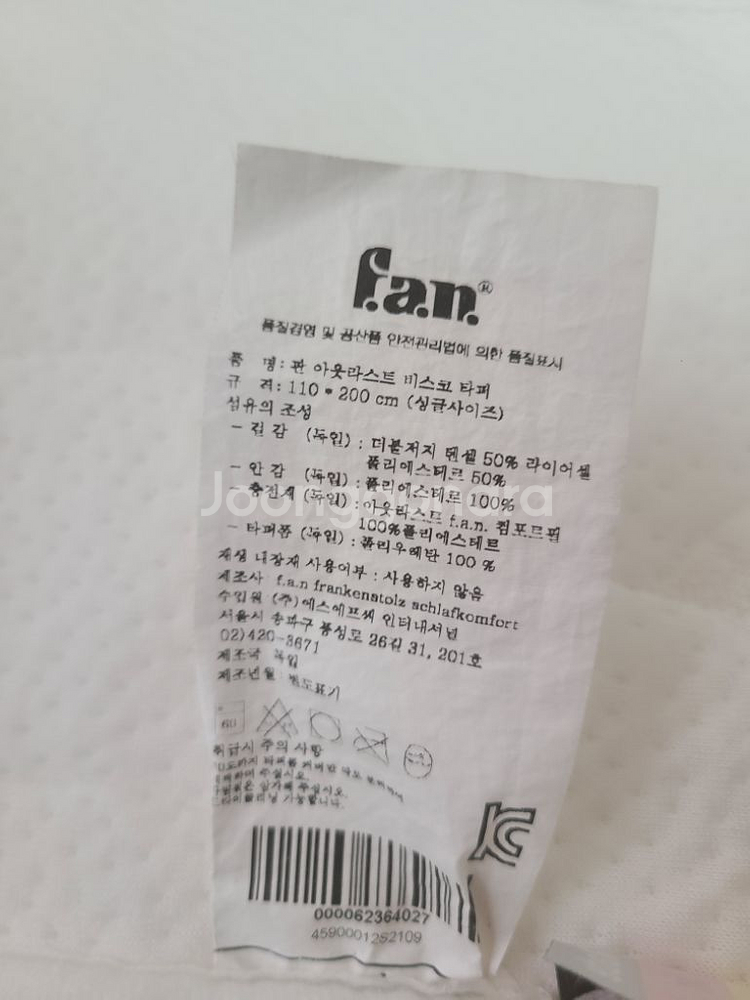 f.a.n.®
품질경영 및 공산품 안전관리법에 의한 품질표시
품 명: 판 아웃라스트 비스코 타퍼
규 격: 110 * 200 cm (싱글사이즈)
섬유의 조성
- 겉감 (독일) : 더블저지 텐셀 50% 라이어셀
폴리에스테르 50%
- 안감 (독일) : 폴리에스테르 100%
- 충전재 (독일) : 아웃라스트 f.a.n. 컴포트필
100%폴리에스테르
- 타퍼폼 (독일) : 폴리우레탄 100 %
재생 내장재 사용여부 : 사용하지 않음
제조사 f.a.n frankenstolz schlafkomfort
수입원 (주)에스에프씨 인터내셔널
서울시 송파구 풍성로 26길 31, 201호
02)420-3671
제조국 독일
제조년월 별도표기
60
취급시 주의 사항
000062364027
4590001252109
Joongonara